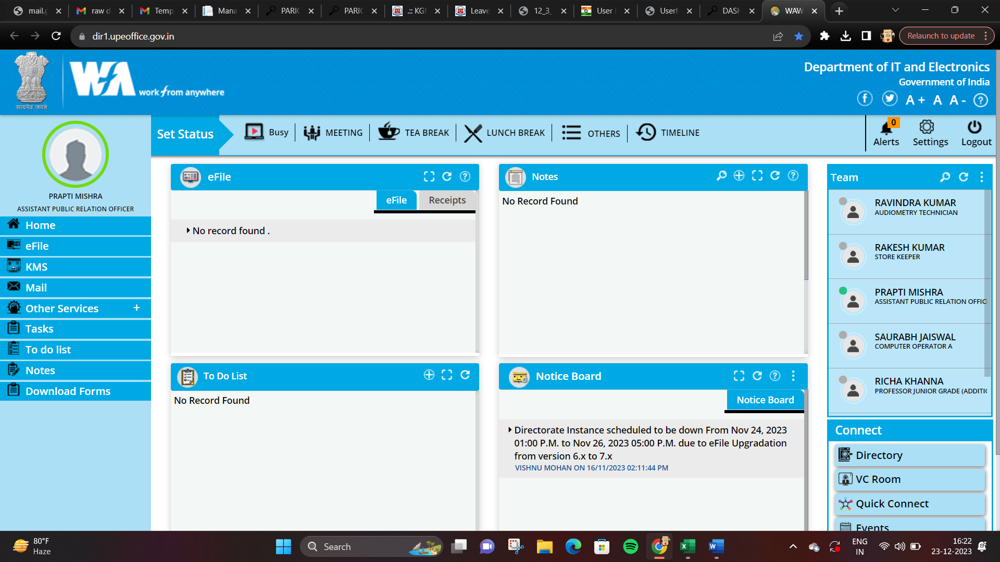 mail.g
raw d
Temp
Mana
PARIC
PARIC
.:: KGI
Leave
12_3_
User
User
DASH
WAW
dir1.upeoffice.gov.in
Relaunch to update
सत्यमेव जयते
WA work from anywhere
Department of IT and Electronics
Government of India
A + A A -
Set Status
Busy
MEETING
TEA BREAK
LUNCH BREAK
OTHERS
TIMELINE
0
Alerts
Settings
Logout
PRAPTI MISHRA
ASSISTANT PUBLIC RELATION OFFICER
Home
eFile
KMS
Mail
Other Services +
Tasks
To do list
Notes
Download Forms
eFile
eFile Receipts
No record found .
Notes
No Record Found
To Do List
No Record Found
Notice Board
Notice Board
Directorate Instance scheduled to be down From Nov 24, 2023
01:00 P.M. to Nov 26, 2023 05:00 P.M. due to eFile Upgradation
from version 6.x to 7.x
VISHNU MOHAN ON 16/11/2023 02:11:44 PM
Team
RAVINDRA KUMAR
AUDIOMETRY TECHNICIAN
RAKESH KUMAR
STORE KEEPER
PRAPTI MISHRA
ASSISTANT PUBLIC RELATION OFFIC
SAURABH JAISWAL
COMPUTER OPERATOR A
RICHA KHANNA
PROFESSOR JUNIOR GRADE (ADDITIO
Connect
Directory
VC Room
Quick Connect
Events
80°F
Haze
Search
ENG
IN
16:22
23-12-2023